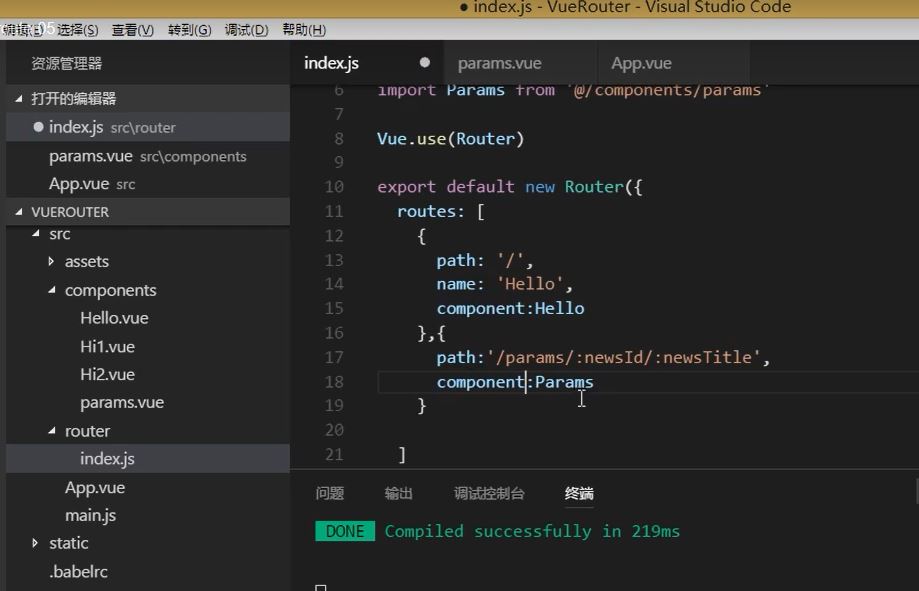 ● index.js - VueRouter - Visual Studio Code
编辑(E) 选择(S) 查看(V) 转到(G) 调试(D) 帮助(H)
资源管理器
index.js params.vue App.vue
打开的编辑器
index.js src\router
params.vue src\components
App.vue src
VUEROUTER
src
assets
components
Hello.vue
Hi1.vue
Hi2.vue
params.vue
router
index.js
App.vue
main.js
static
.babelrc
6 import Params from '@/components/params'
7
8 Vue.use(Router)
9
10 export default new Router({
11 routes: [
12 {
13 path: '/',
14 name: 'Hello',
15 component:Hello
16 },{
17 path:'/params/:newsId/:newsTitle',
18 component:Params
19 }
20
21 ]
问题 输出 调试控制台 终端
DONE Compiled successfully in 219ms